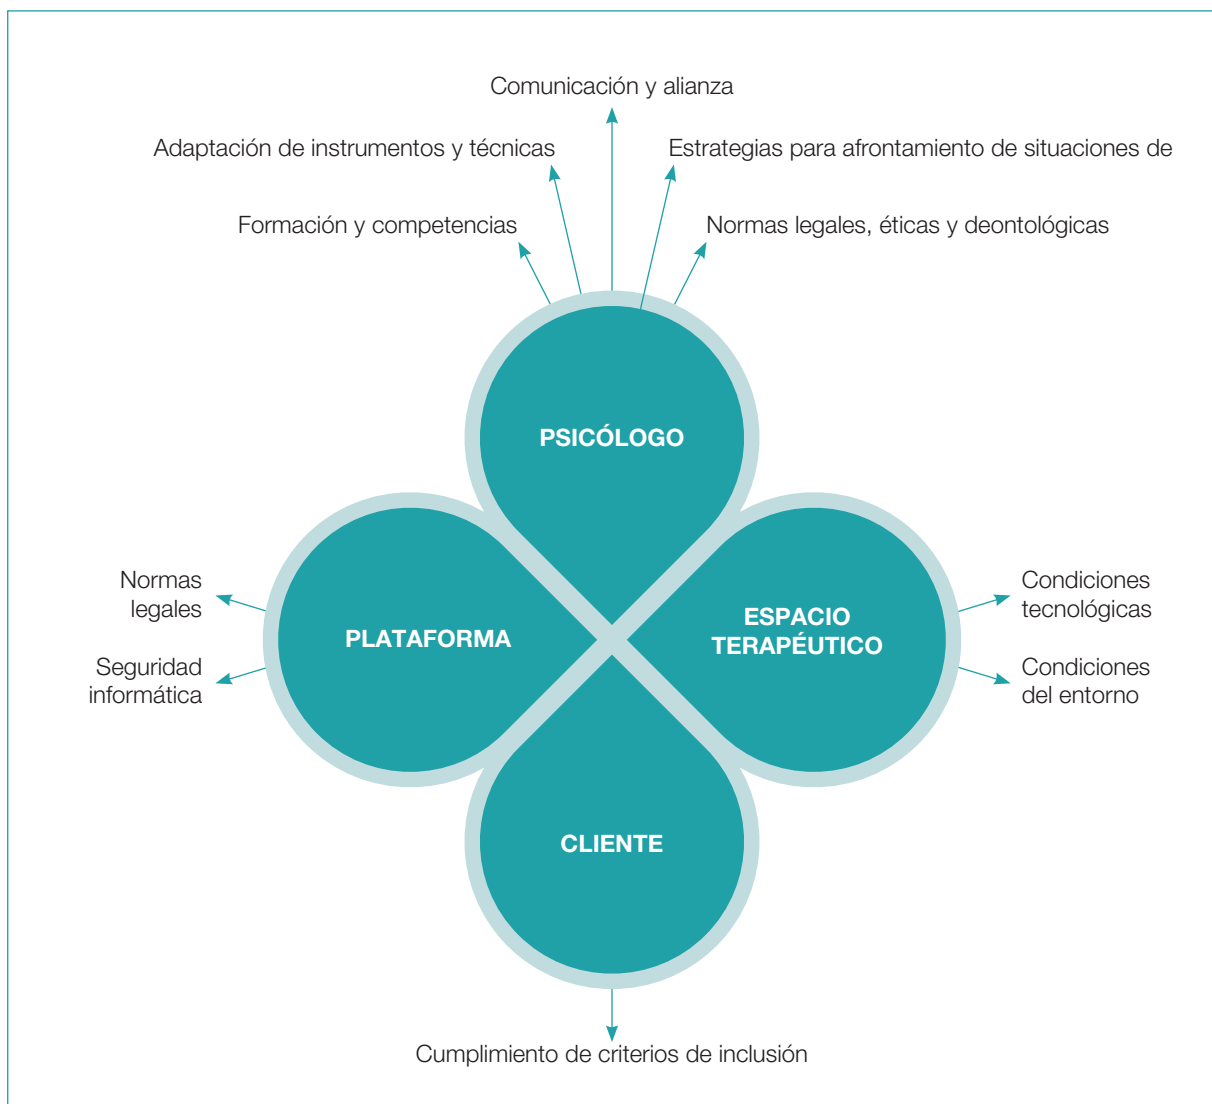 Comunicación y alianza
Adaptación de instrumentos y técnicas
Estrategias para afrontamiento de situaciones de
Formación y competencias
Normas legales, éticas y deontológicas
PSICÓLOGO
Normas
legales
Seguridad
informática
PLATAFORMA
ESPACIO
TERAPÉUTICO
Condiciones
tecnológicas
Condiciones
del entorno
CLIENTE
Cumplimiento de criterios de inclusión